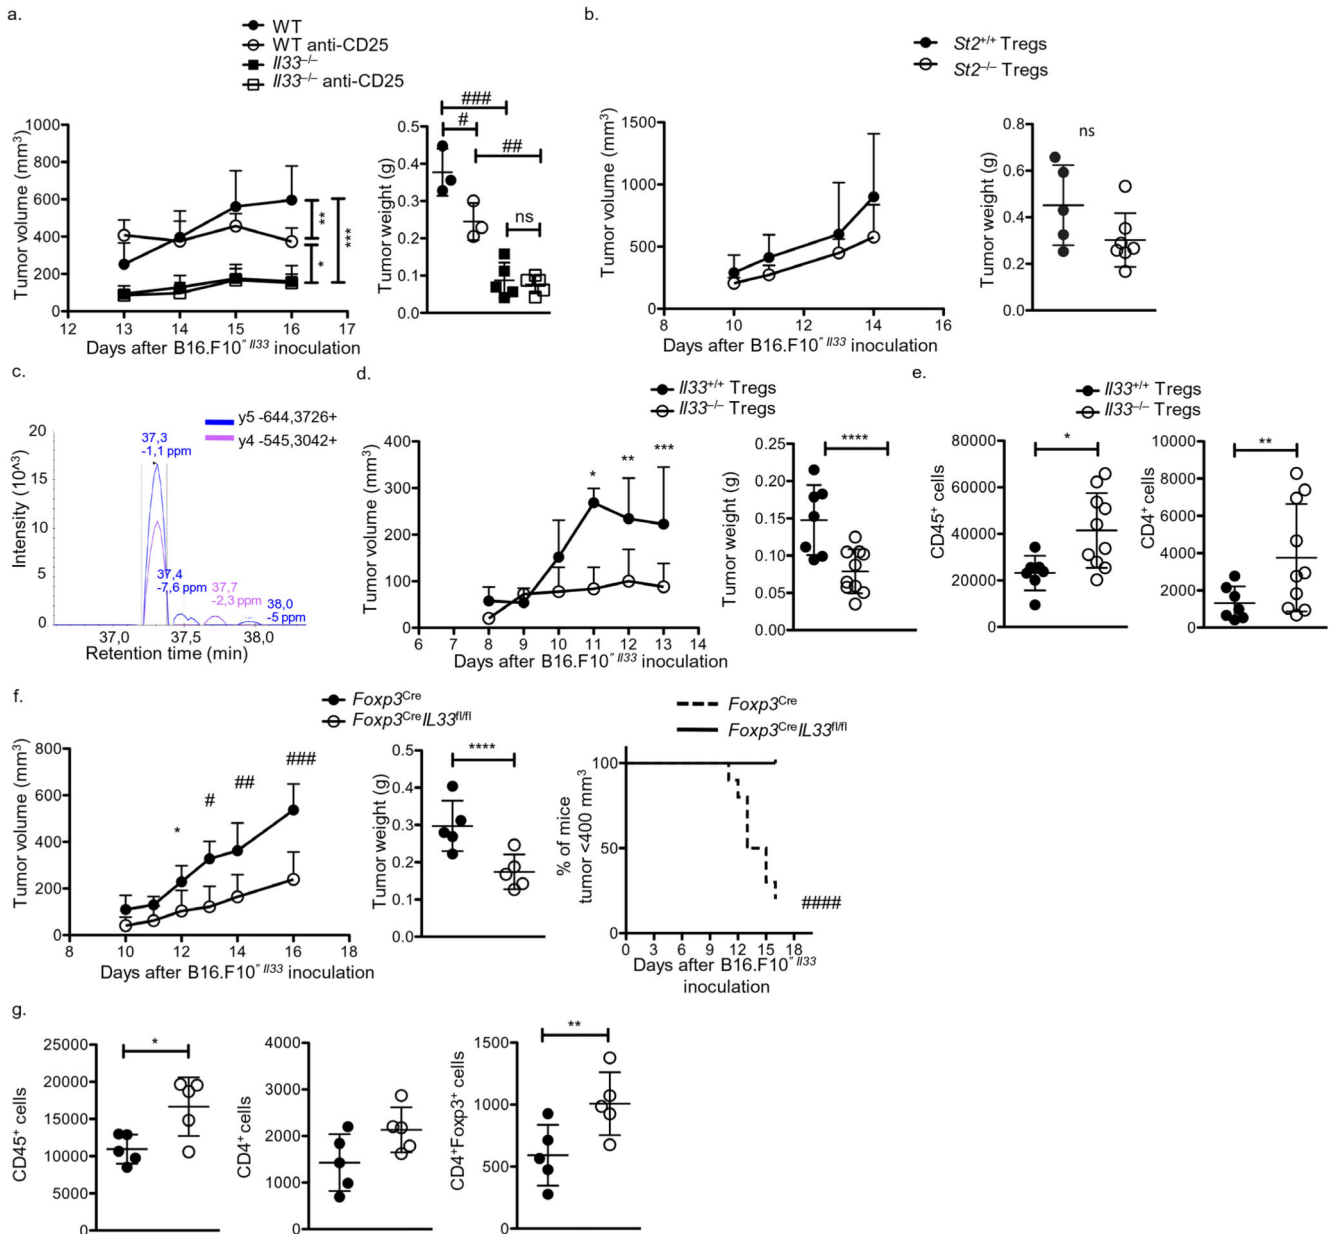 a.
WT
WT anti-CD25
Il33–/–
Il33–/– anti-CD25
Tumor volume (mm3)
1000
800
600
400
200
0
12 13 14 15 16 17
Days after B16.F10" Il33 inoculation
**
*
***
Tumor weight (g)
0.5
0.4
0.3
0.2
0.1
0.0
###
#
##
ns
b.
St2+/+ Tregs
St2–/– Tregs
Tumor volume (mm3)
1500
1000
500
0
8 10 12 14 16
Days after B16.F10" Il33 inoculation
Tumor weight (g)
0.8
0.6
0.4
0.2
0.0
ns
c.
y5 -644,3726+
y4 -545,3042+
Intensity (10^3)
20
15
10
5
0
37,3
-1,1 ppm
37,4
-7,6 ppm
37,7
-2,3 ppm
38,0
-5 ppm
37,0 37,5 38,0
Retention time (min)
d.
Il33+/+ Tregs
Il33–/– Tregs
Tumor volume (mm3)
400
300
200
100
0
* ** ***
6 7 8 9 10 11 12 13 14
Days after B16.F10" Il33 inoculation
Tumor weight (g)
0.25
0.20
0.15
0.10
0.05
0.00
****
e.
Il33+/+ Tregs
Il33–/– Tregs
CD45+ cells
80000
60000
40000
20000
0
*
CD4+ cells
10000
8000
6000
4000
2000
0
**
f.
Foxp3Cre
Foxp3CreIL33fl/fl
Tumor volume (mm3)
800
600
400
200
0
* # ## ###
8 10 12 14 16 18
Days after B16.F10" Il33 inoculation
Tumor weight (g)
0.5
0.4
0.3
0.2
0.1
0.0
****
Foxp3Cre
Foxp3CreIL33fl/fl
% of mice
tumor <400 mm3
100
50
0
####
0 3 6 9 12 15 18
Days after B16.F10" Il33
inoculation
g.
CD45+ cells
25000
20000
15000
10000
5000
0
*
CD4+ cells
4000
3000
2000
1000
0
CD4+Foxp3+ cells
1500
1000
500
0
**